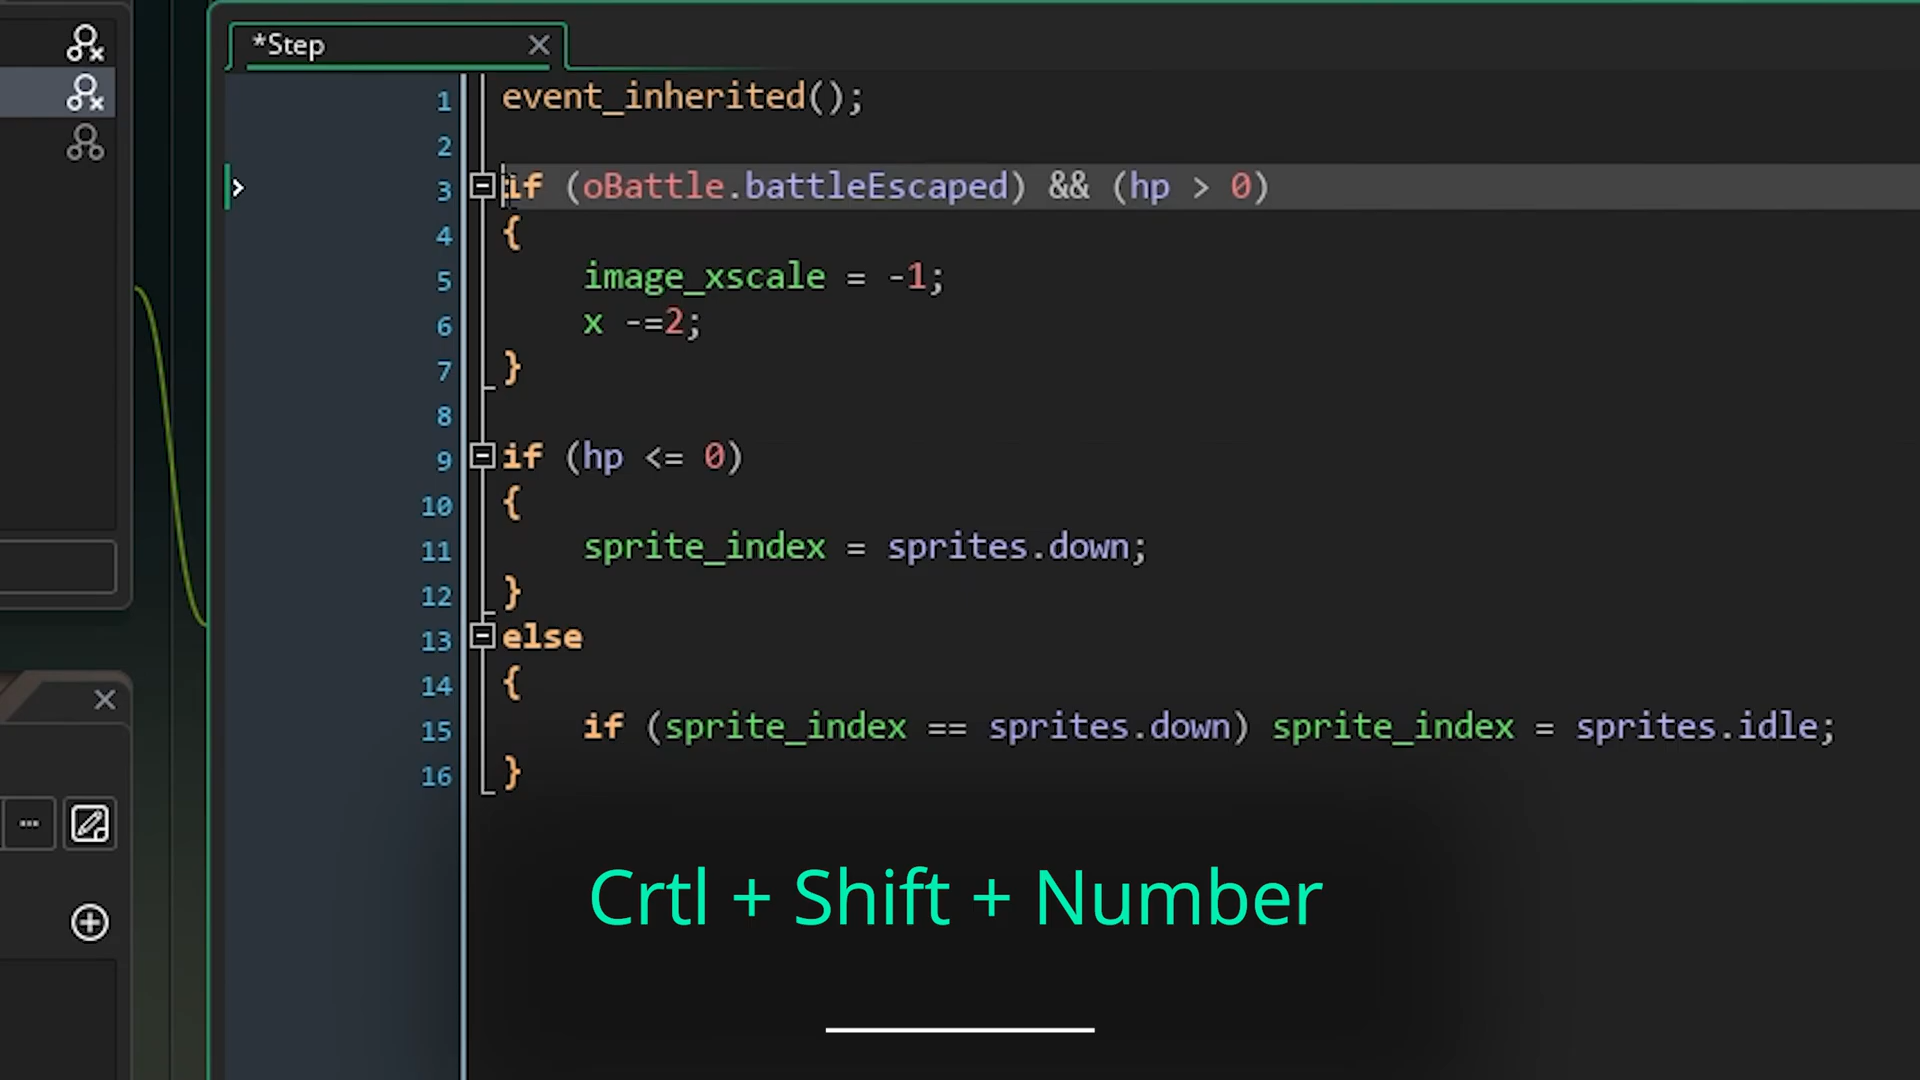 *Step
1 event_inherited();
2
3 if (oBattle.battleEscaped) && (hp > 0)
4 {
5 image_xscale = -1;
6 x -=2;
7 }
8
9 if (hp <= 0)
10 {
11 sprite_index = sprites.down;
12 }
13 else
14 {
15 if (sprite_index == sprites.down) sprite_index = sprites.idle;
16 }
Crtl + Shift + Number